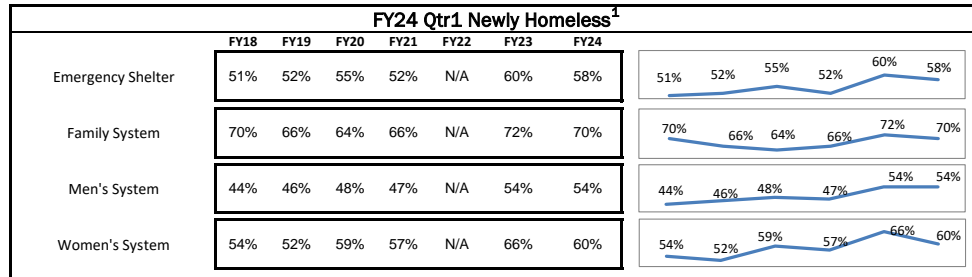 FY24 Qtr1 Newly Homeless1
FY18 FY19 FY20 FY21 FY22 FY23 FY24
Emergency Shelter 51% 52% 55% 52% N/A 60% 58% 51% 52% 55% 52% 60% 58%
Family System 70% 66% 64% 66% N/A 72% 70% 70% 66% 64% 66% 72% 70%
Men's System 44% 46% 48% 47% N/A 54% 54% 44% 46% 48% 47% 54% 54%
Women's System 54% 52% 59% 57% N/A 66% 60% 54% 52% 59% 57% 66% 60%